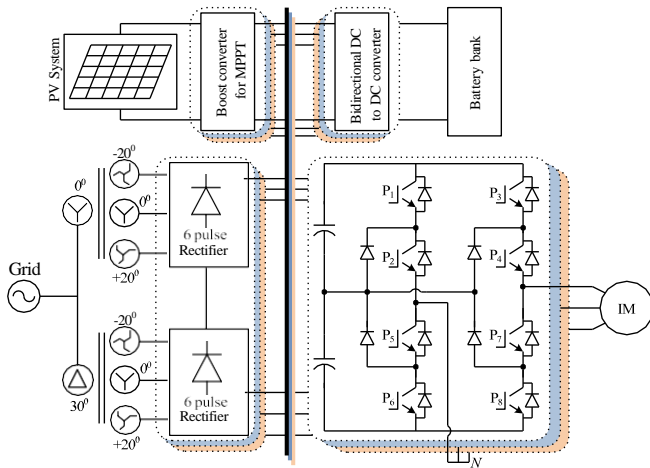 PV System
Boost converter
for MPPT
Bidirectional DC
to DC converter
Battery bank
-20⁰
0⁰
0⁰
+20⁰
6 pulse
Rectifier
Grid
-20⁰
0⁰
30⁰
+20⁰
6 pulse
Rectifier
P₁
P₃
P₂
P₄
P₅
P₇
P₆
P₈
IM
N